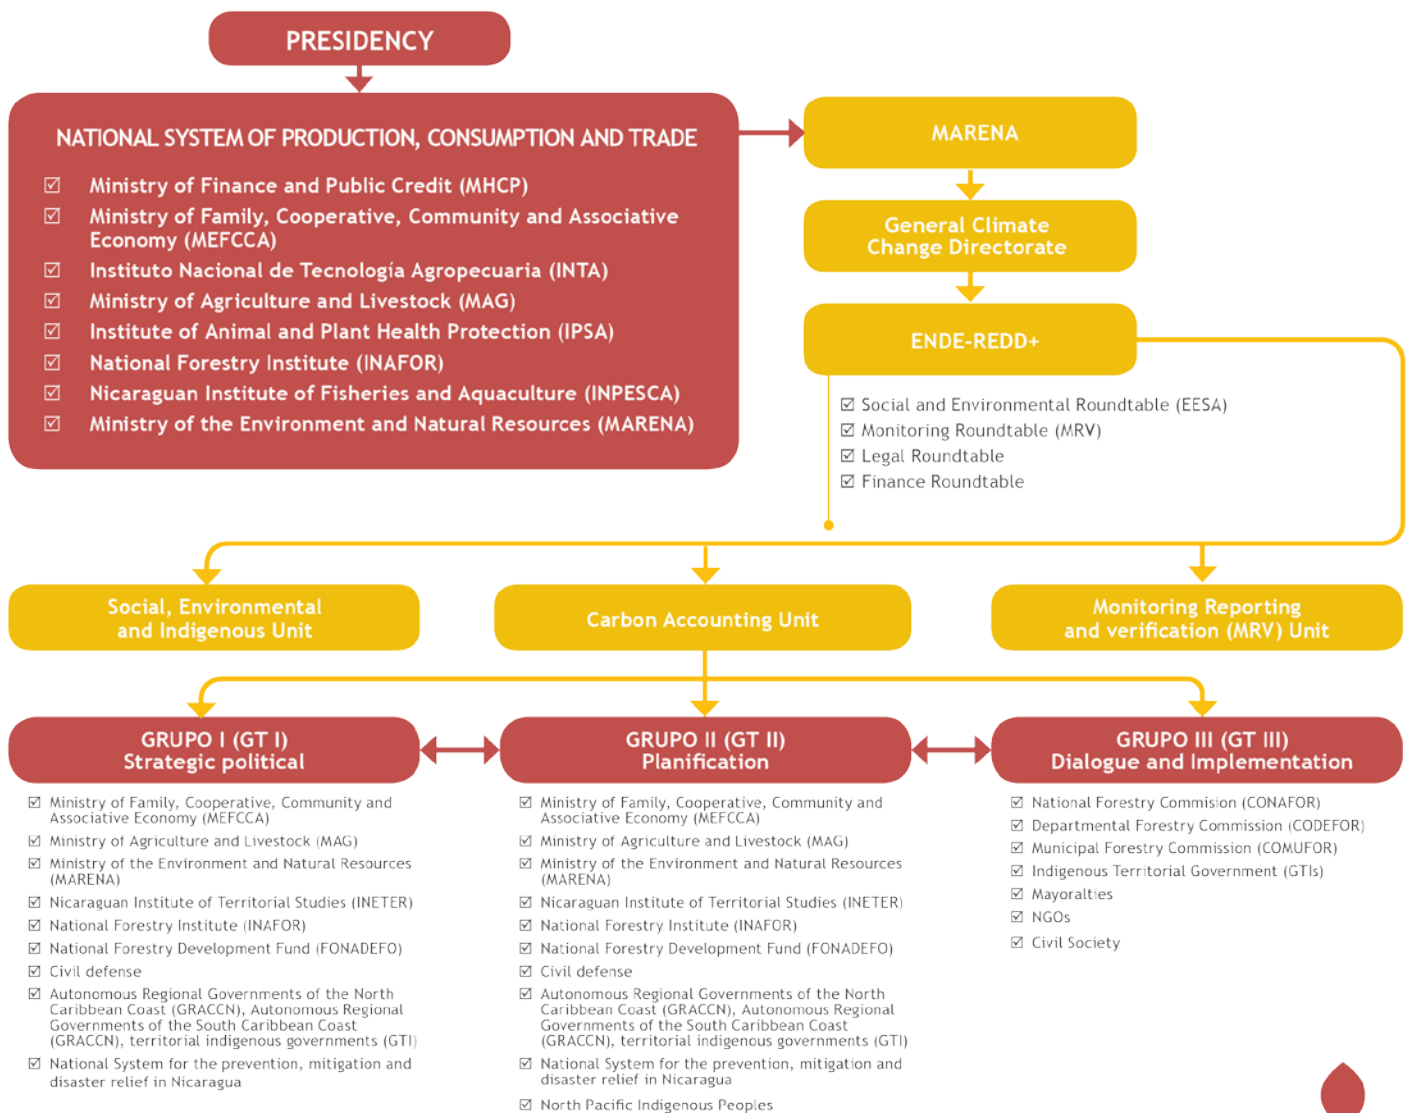 PRESIDENCY
NATIONAL SYSTEM OF PRODUCTION, CONSUMPTION AND TRADE
☑ Ministry of Finance and Public Credit (MHCP)
☑ Ministry of Family, Cooperative, Community and Associative
Economy (MEFCCA)
☑ Instituto Nacional de Tecnología Agropecuaria (INTA)
☑ Ministry of Agriculture and Livestock (MAG)
☑ Institute of Animal and Plant Health Protection (IPSA)
☑ National Forestry Institute (INAFOR)
☑ Nicaraguan Institute of Fisheries and Aquaculture (INPESCA)
☑ Ministry of the Environment and Natural Resources (MARENA)
MARENA
General Climate
Change Directorate
ENDE-REDD+
☑ Social and Environmental Roundtable (EESA)
☑ Monitoring Roundtable (MRV)
☑ Legal Roundtable
☑ Finance Roundtable
Social, Environmental
and Indigenous Unit
Carbon Accounting Unit
Monitoring Reporting
and verification (MRV) Unit
GRUPO I (GT I)
Strategic political
☑ Ministry of Family, Cooperative, Community and
Associative Economy (MEFCCA)
☑ Ministry of Agriculture and Livestock (MAG)
☑ Ministry of the Environment and Natural Resources
(MARENA)
☑ Nicaraguan Institute of Territorial Studies (INETER)
☑ National Forestry Institute (INAFOR)
☑ National Forestry Development Fund (FONADEFO)
☑ Civil defense
☑ Autonomous Regional Governments of the North
Caribbean Coast (GRACCN), Autonomous Regional
Governments of the South Caribbean Coast
(GRACCN), territorial indigenous governments (GTI)
☑ National System for the prevention, mitigation and
disaster relief in Nicaragua
GRUPO II (GT II)
Planification
☑ Ministry of Family, Cooperative, Community and
Associative Economy (MEFCCA)
☑ Ministry of Agriculture and Livestock (MAG)
☑ Ministry of the Environment and Natural Resources
(MARENA)
☑ Nicaraguan Institute of Territorial Studies (INETER)
☑ National Forestry Institute (INAFOR)
☑ National Forestry Development Fund (FONADEFO)
☑ Civil defense
☑ Autonomous Regional Governments of the North
Caribbean Coast (GRACCN), Autonomous Regional
Governments of the South Caribbean Coast
(GRACCN), territorial indigenous governments (GTI)
☑ National System for the prevention, mitigation and
disaster relief in Nicaragua
☑ North Pacific Indigenous Peoples
GRUPO III (GT III)
Dialogue and Implementation
☑ National Forestry Commision (CONAFOR)
☑ Departmental Forestry Commission (CODEFOR)
☑ Municipal Forestry Commission (COMUFOR)
☑ Indigenous Territorial Government (GTIs)
☑ Mayoralties
☑ NGOs
☑ Civil Society